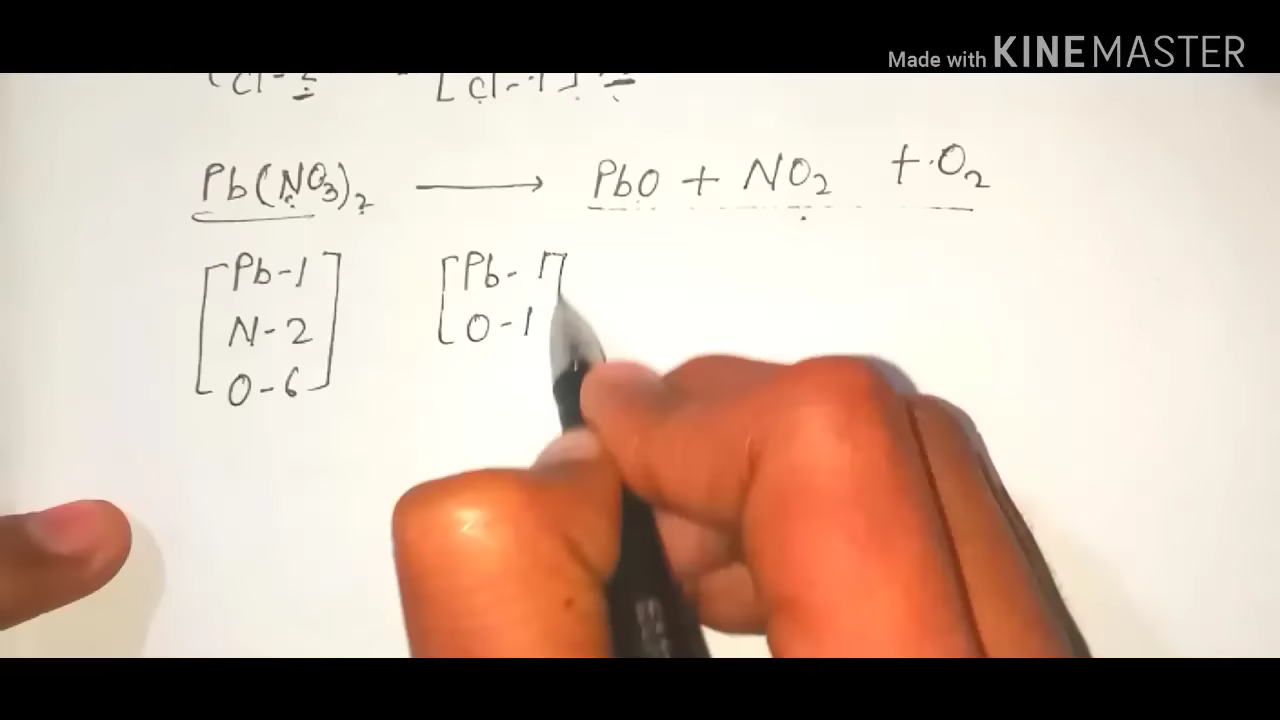 Made with KINEMASTER
Pb(NO₃)₂ ⟶ PbO + NO₂ + O₂
[Pb-1] [Pb-1]
N-2 O-1
O-6